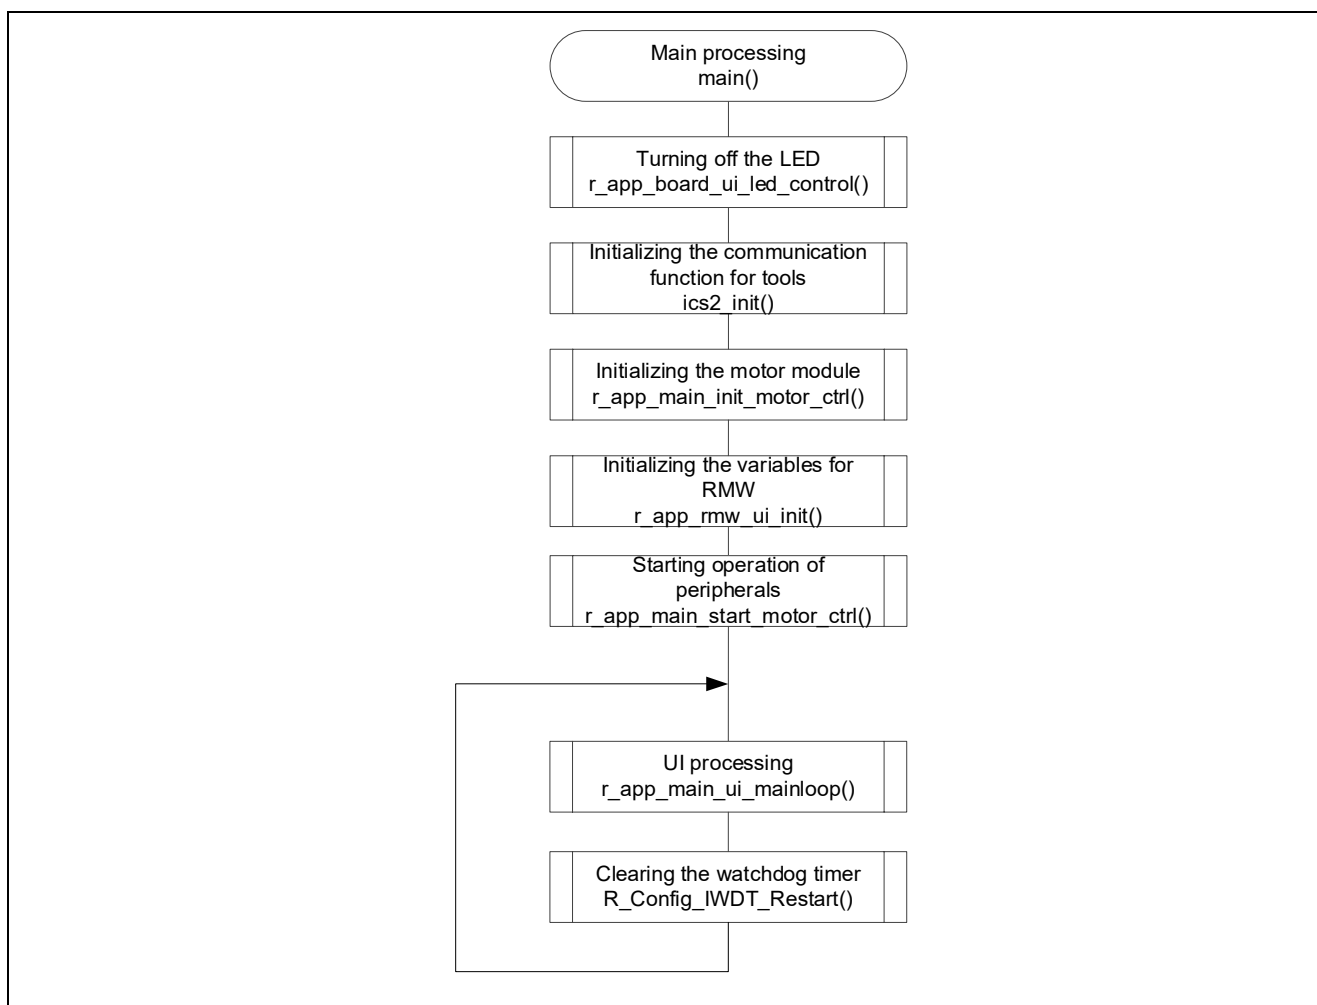 Main processing
main()
Turning off the LED
r_app_board_ui_led_control()
Initializing the communication
function for tools
ics2_init()
Initializing the motor module
r_app_main_init_motor_ctrl()
Initializing the variables for
RMW
r_app_rmw_ui_init()
Starting operation of
peripherals
r_app_main_start_motor_ctrl()
UI processing
r_app_main_ui_mainloop()
Clearing the watchdog timer
R_Config_IWDT_Restart()